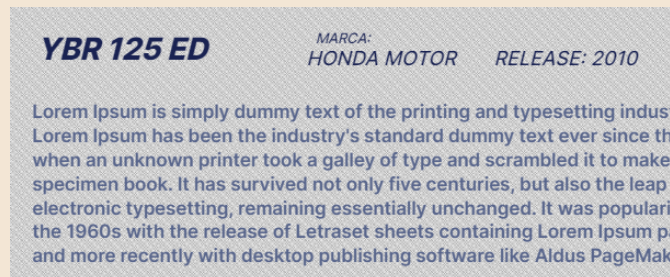 YBR 125 ED
MARCA:
HONDA MOTOR
RELEASE: 2010
Lorem Ipsum is simply dummy text of the printing and typesetting indus
Lorem Ipsum has been the industry's standard dummy text ever since th
when an unknown printer took a galley of type and scrambled it to make
specimen book. It has survived not only five centuries, but also the leap
electronic typesetting, remaining essentially unchanged. It was populari
the 1960s with the release of Letraset sheets containing Lorem Ipsum p
and more recently with desktop publishing software like Aldus PageMak